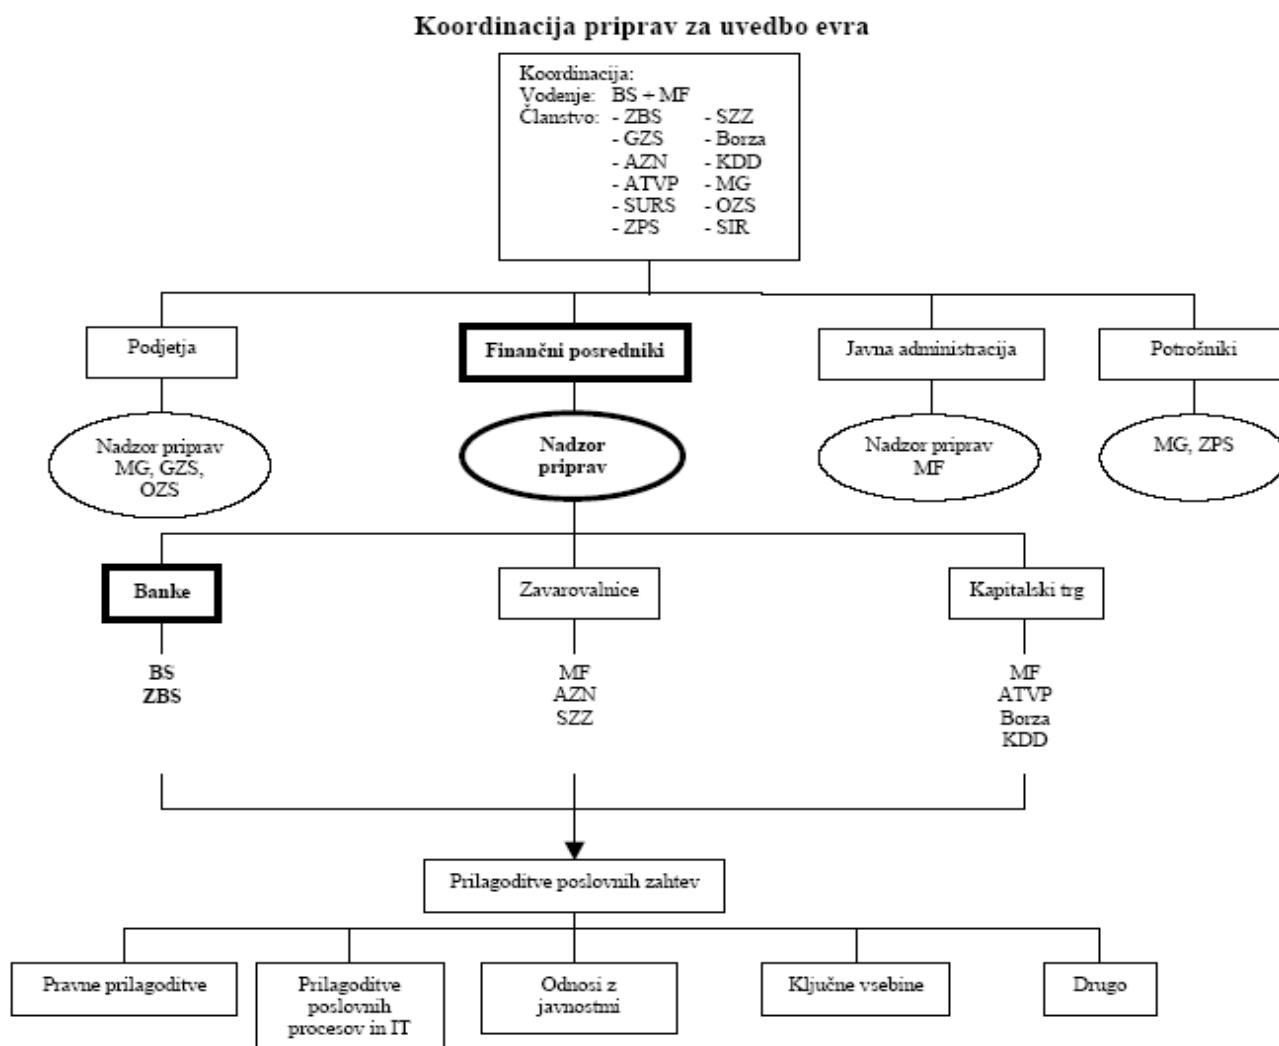 Koordinacija priprav za uvedbo evra
Koordinacija:
Vodenje: BS + MF
Članstvo: - ZBS - SZZ
- GZS - Borza
- AZN - KDD
- ATVP - MG
- SURS - OZS
- ZPS - SIR
Podjetja
Finančni posredniki
Javna administracija
Potrošniki
Nadzor priprav
MG, GZS,
OZS
Nadzor
priprav
Nadzor priprav
MF
MG, ZPS
Banke
Zavarovalnice
Kapitalski trg
BS
ZBS
MF
AZN
SZZ
MF
ATVP
Borza
KDD
Prilagoditve poslovnih zahtev
Pravne prilagoditve
Prilagoditve
poslovnih
procesov in IT
Odnosi z
javnostmi
Ključne vsebine
Drugo